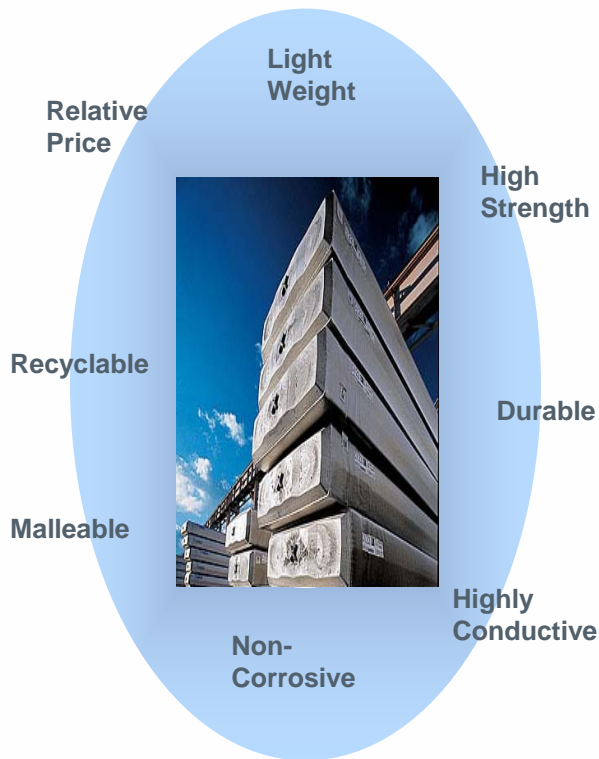 Light
Weight
Relative
Price
High
Strength
Recyclable
Durable
Malleable
Highly
Conductive
Non-
Corrosive